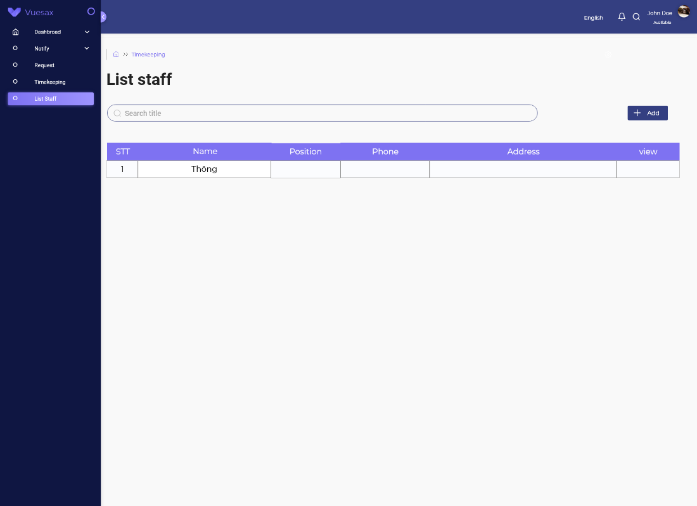 Vuesax
Dashbroad
Notify
Request
Timekeeping
List Staff
English
John Doe
Available
Timekeeping
List staff
Search title
Add
STT Name Position Phone Address view
1 Thông